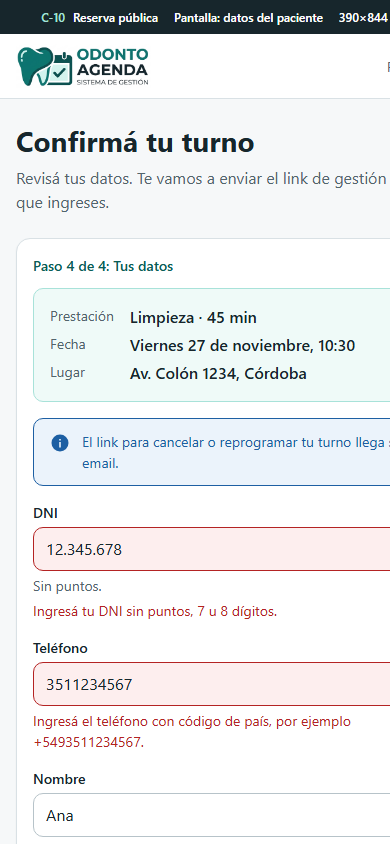 C-10 Reserva pública Pantalla: datos del paciente 390×844
ODONTO
AGENDA
SISTEMA DE GESTIÓN
Confirmá tu turno
Revisá tus datos. Te vamos a enviar el link de gestión
que ingreses.
Paso 4 de 4: Tus datos
Prestación Limpieza · 45 min
Fecha Viernes 27 de noviembre, 10:30
Lugar Av. Colón 1234, Córdoba
El link para cancelar o reprogramar tu turno llega
email.
DNI
12.345.678
Sin puntos.
Ingresá tu DNI sin puntos, 7 u 8 dígitos.
Teléfono
3511234567
Ingresá el teléfono con código de país, por ejemplo
+5493511234567.
Nombre
Ana